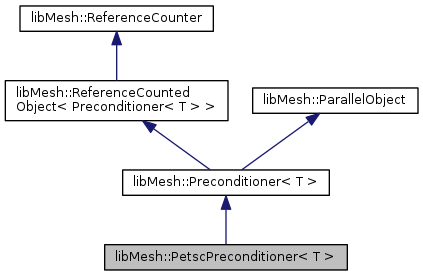 libMesh::ReferenceCounter
libMesh::ReferenceCounted
Object< Preconditioner< T > >
libMesh::ParallelObject
libMesh::Preconditioner< T >
libMesh::PetscPreconditioner< T >